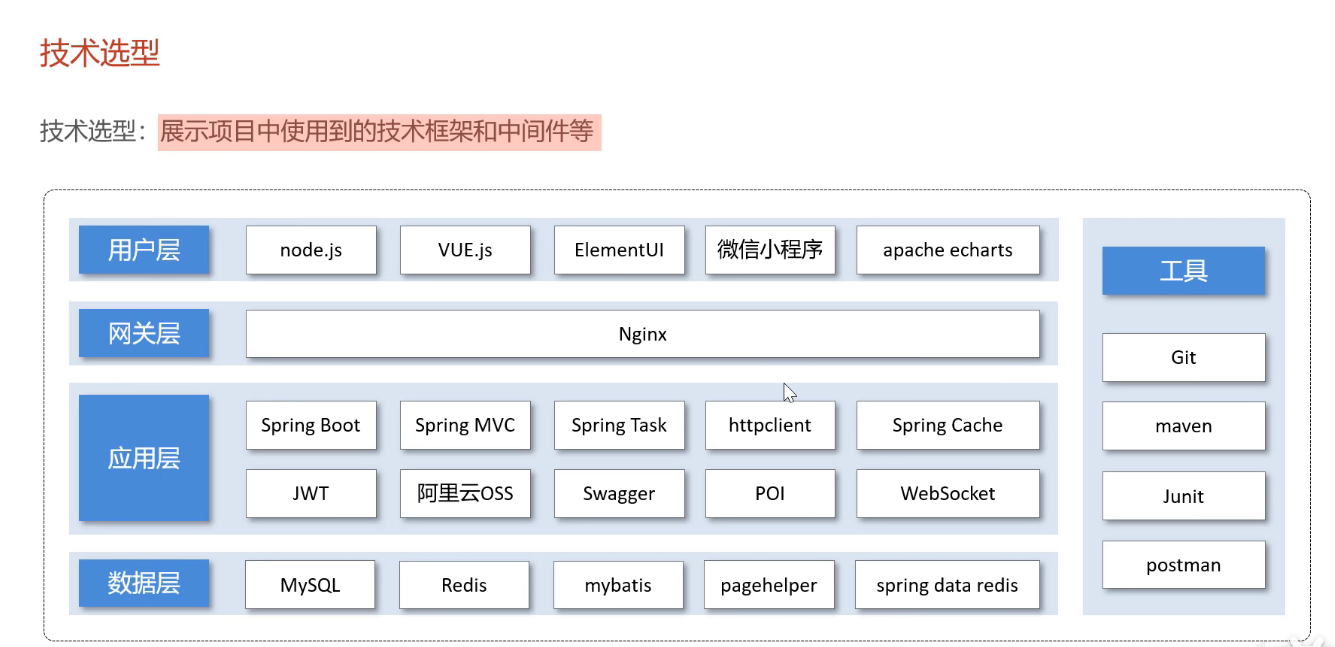 技术选型
技术选型：展示项目中使用到的技术框架和中间件等
用户层 node.js VUE.js ElementUI 微信小程序 apache echarts
网关层 Nginx
应用层
Spring Boot Spring MVC Spring Task httpclient Spring Cache
JWT 阿里云OSS Swagger POI WebSocket
数据层 MySQL Redis mybatis pagehelper spring data redis
工具
Git
maven
Junit
postman